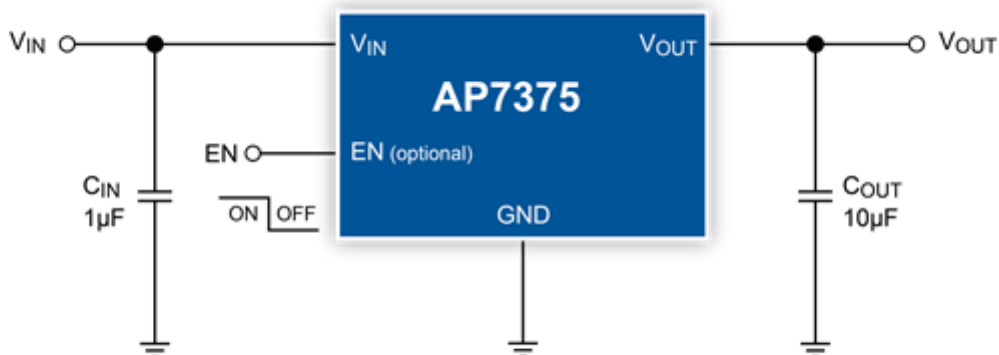 VIN
VIN
VOUT
VOUT
AP7375
EN
EN (optional)
CIN
1µF
ON OFF
GND
COUT
10µF